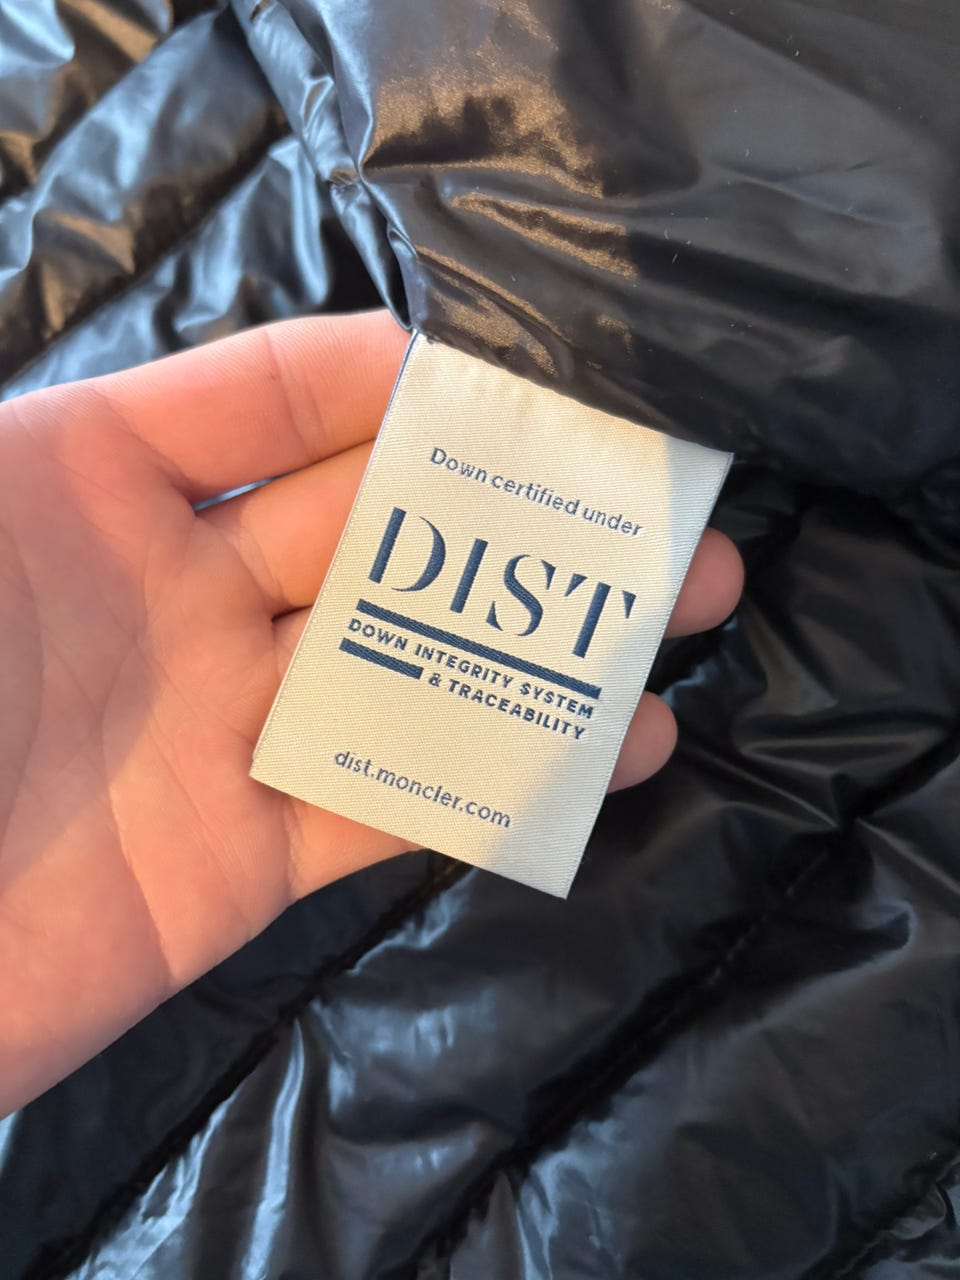 Down certified under
DIST
DOWN INTEGRITY SYSTEM
& TRACEABILITY
dist.moncler.com